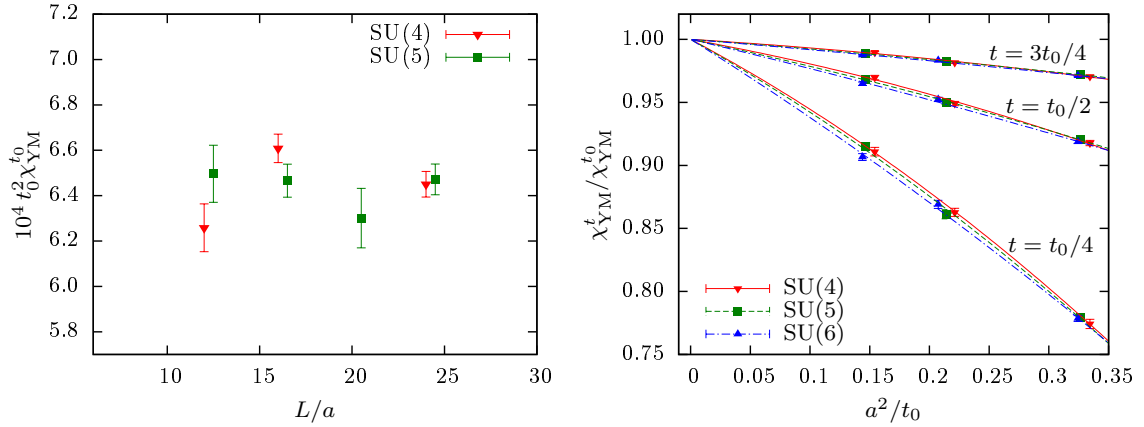 7.2
7.0
6.8
6.6
6.4
6.2
6.0
5.8
10⁴ t₀² χ_YM^{t₀}
SU(4)
SU(5)
10 15 20 25 30
L/a
1.00
0.95
0.90
0.85
0.80
0.75
χ_YM^t/χ_YM^{t₀}
t = 3t₀/4
t = t₀/2
t = t₀/4
SU(4)
SU(5)
SU(6)
0 0.05 0.1 0.15 0.2 0.25 0.3 0.35
a²/t₀